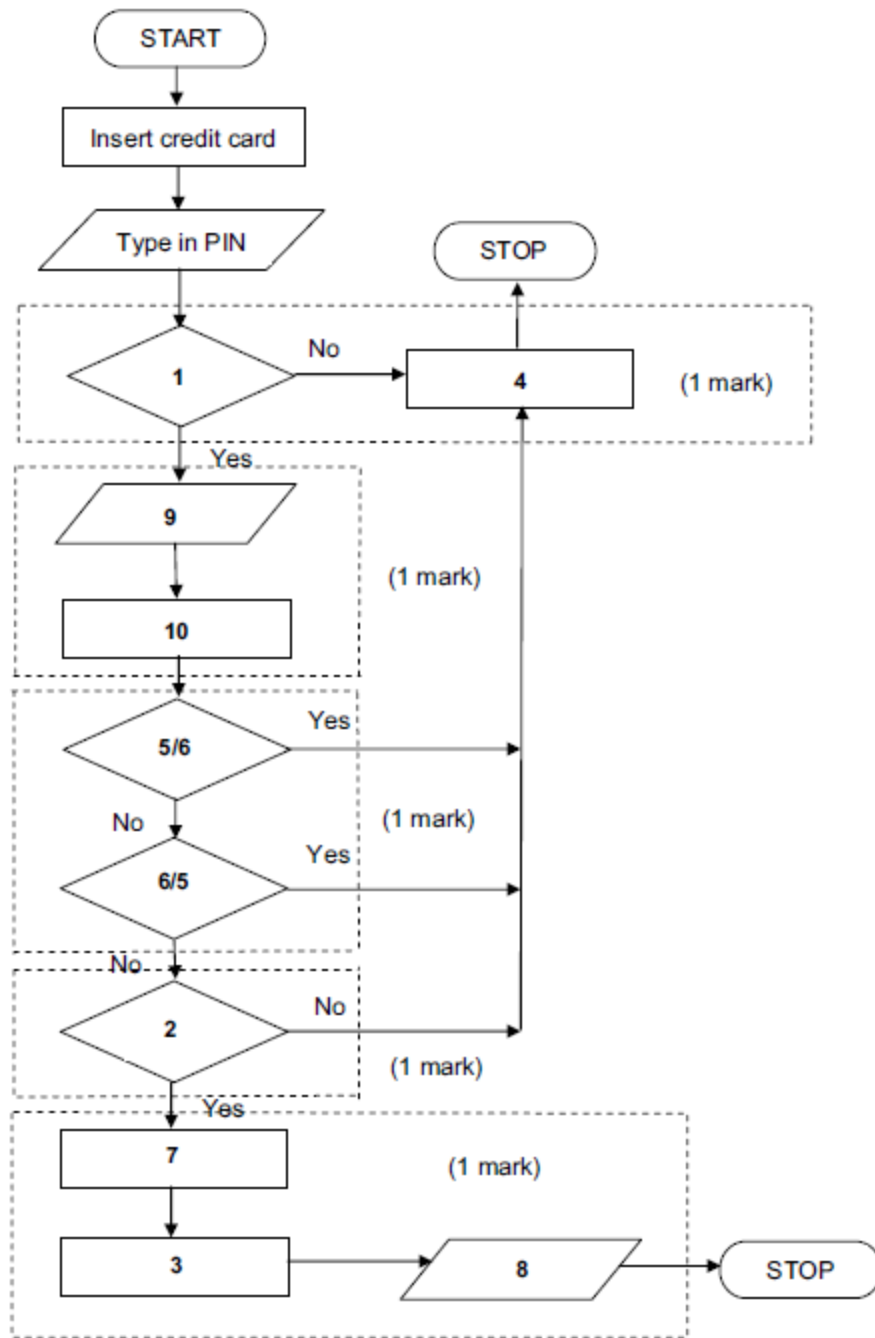 START
Insert credit card
Type in PIN
STOP
No
1
4
(1 mark)
Yes
9
(1 mark)
10
Yes
5/6
No
(1 mark)
Yes
6/5
No
No
2
(1 mark)
Yes
7
(1 mark)
3
8
STOP